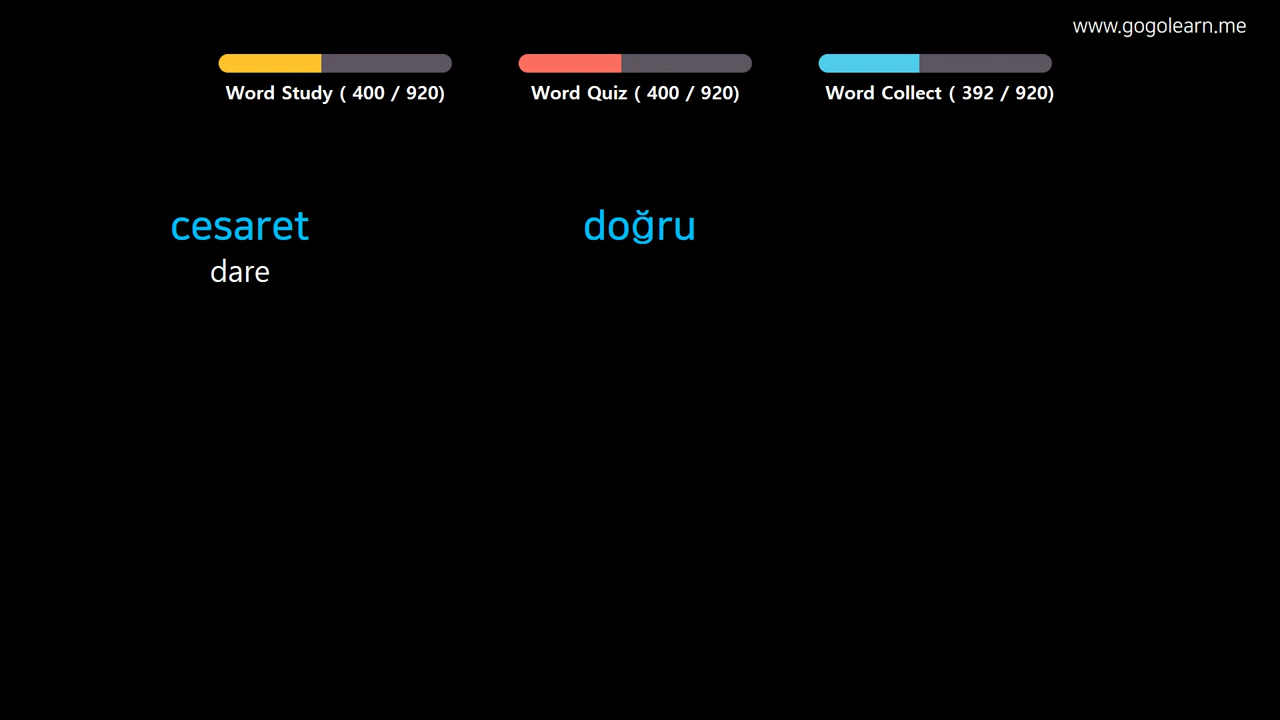 www.gogolearn.me
Word Study ( 400 / 920)
Word Quiz ( 400 / 920)
Word Collect ( 392 / 920)
cesaret
dare
doğru